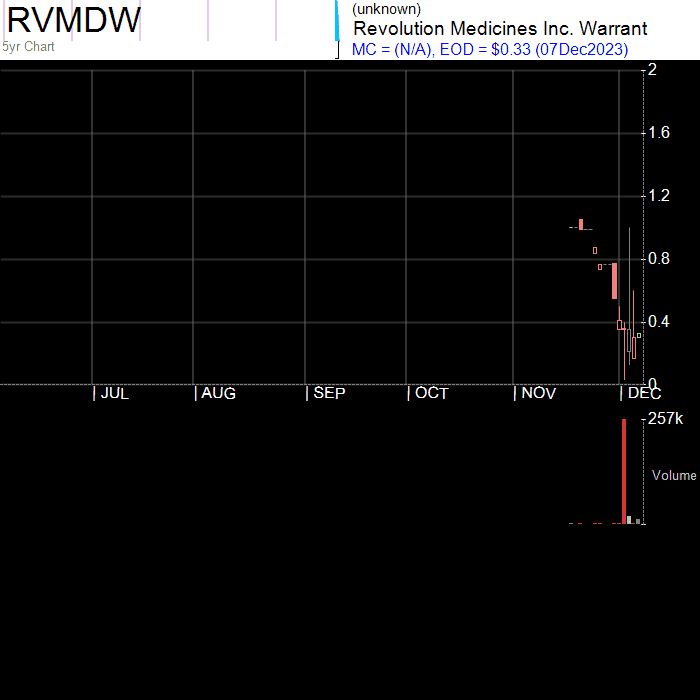 RVMDW
5yr Chart
(unknown)
Revolution Medicines Inc. Warrant
MC = (N/A), EOD = $0.33 (07Dec2023)
2
1.6
1.2
0.8
0.4
0
JUL AUG SEP OCT NOV DEC
257k
Volume